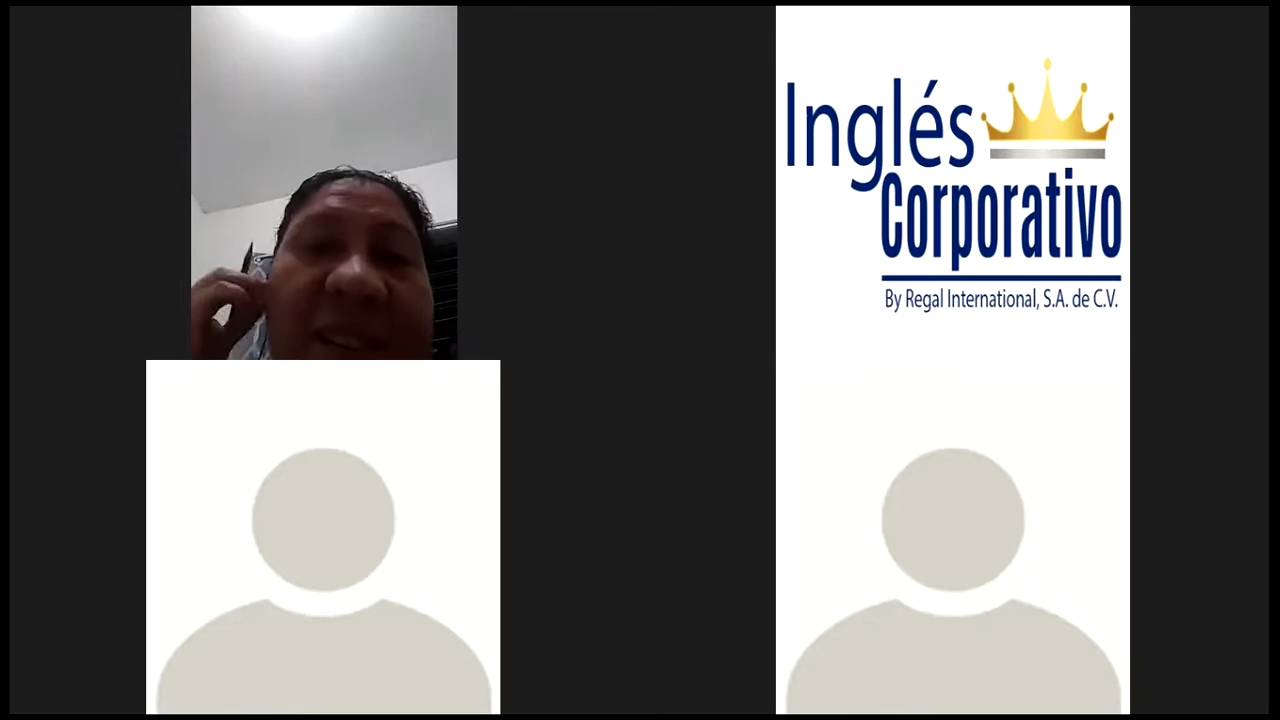 Inglés
Corporativo
By Regal International, S.A. de C.V.